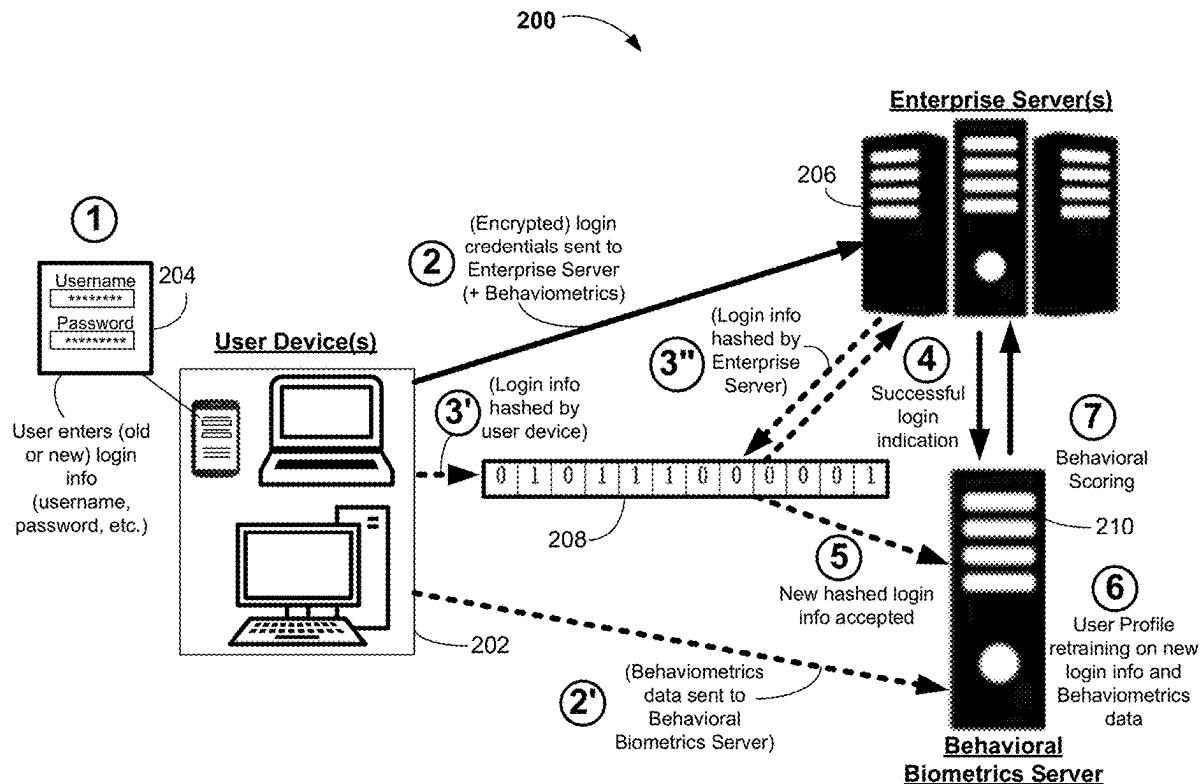 200
Enterprise Server(s)
206
1
Username
********
Password
*********
204
User enters (old
or new) login
info
(username,
password, etc.)
User Device(s)
202
2
(Encrypted) login
credentials sent to
Enterprise Server
(+ Behaviometrics)
3'
(Login info
hashed by
user device)
3"
(Login info
hashed by
Enterprise
Server)
0 1 0 1 1 1 0 0 0 0 0 1
208
4
Successful
login
indication
7
Behavioral
Scoring
210
5
New hashed login
info accepted
6
User Profile
retraining on new
login info and
Behaviometrics
data
2'
(Behaviometrics
data sent to
Behavioral
Biometrics Server)
Behavioral
Biometrics Server